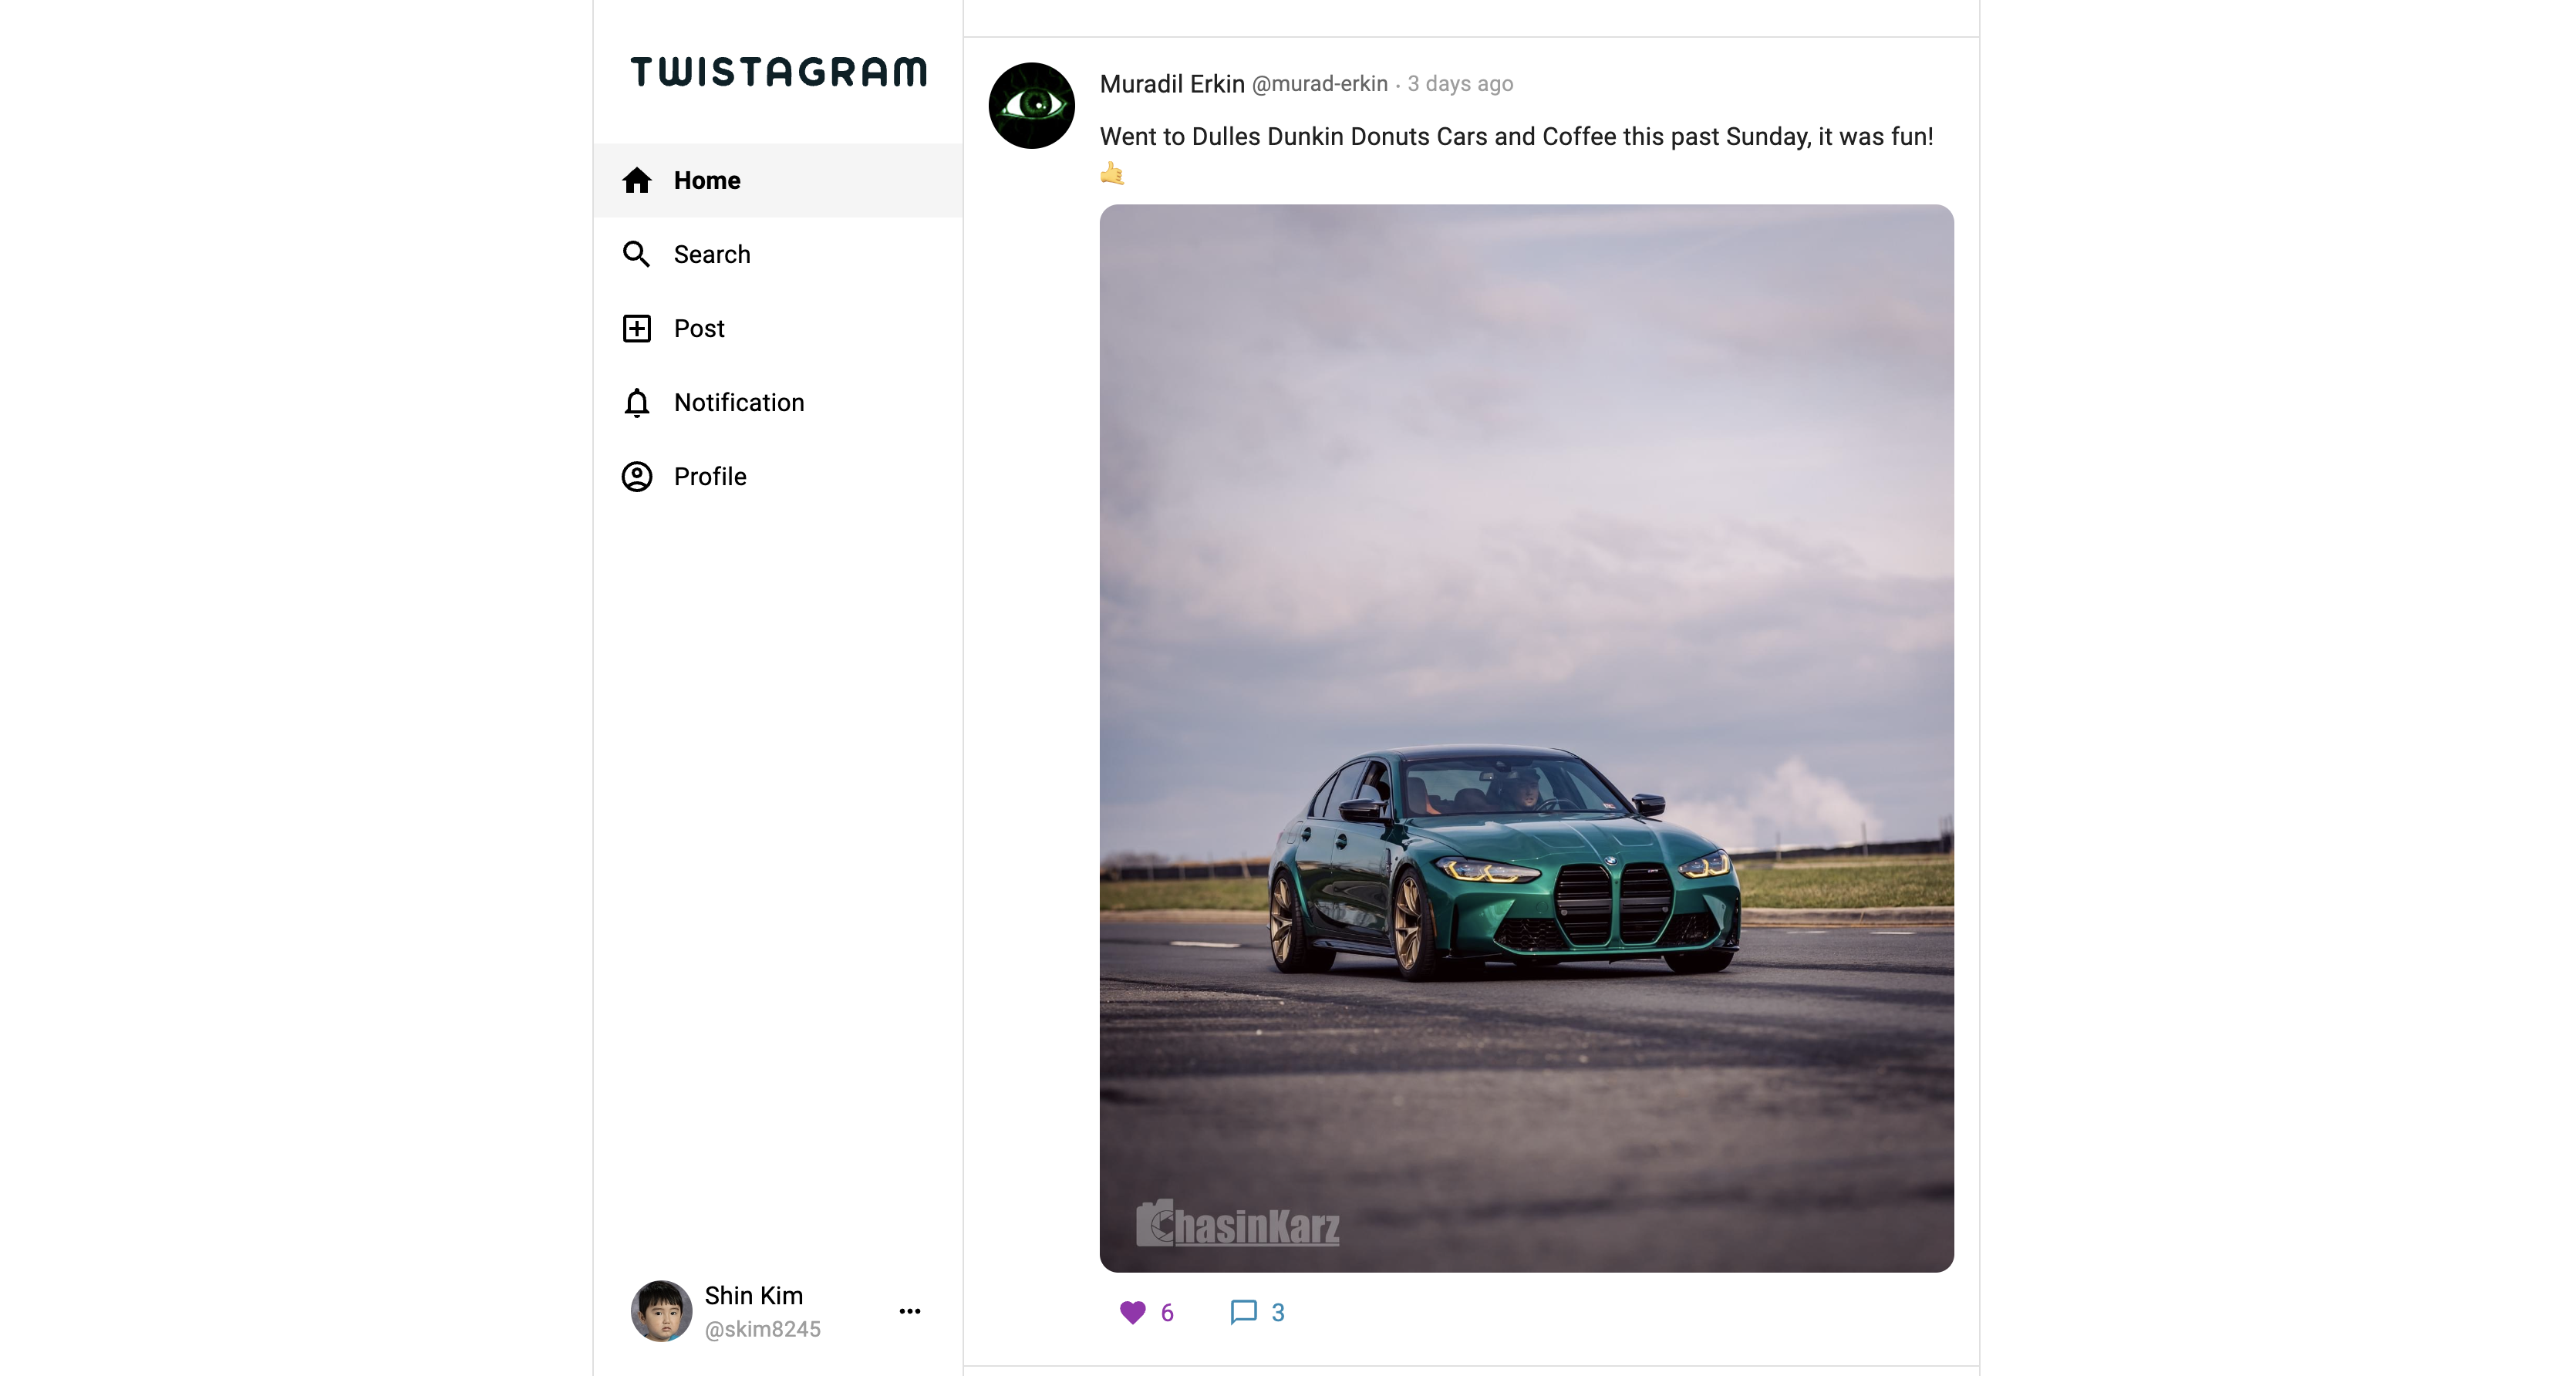 TWISTAGRAM
Home
Search
Post
Notification
Profile
Shin Kim
@skim8245
Muradil Erkin @murad-erkin · 3 days ago
Went to Dulles Dunkin Donuts Cars and Coffee this past Sunday, it was fun!
🤙
ChasinKarz
6
3